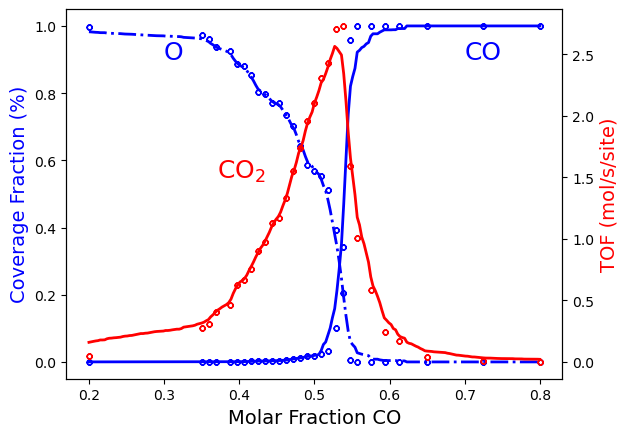 O
CO
CO₂
Coverage Fraction (%)
1.0
0.8
0.6
0.4
0.2
0.0
2.5
2.0
1.5
1.0
0.5
0.0
TOF (mol/s/site)
0.2 0.3 0.4 0.5 0.6 0.7 0.8
Molar Fraction CO